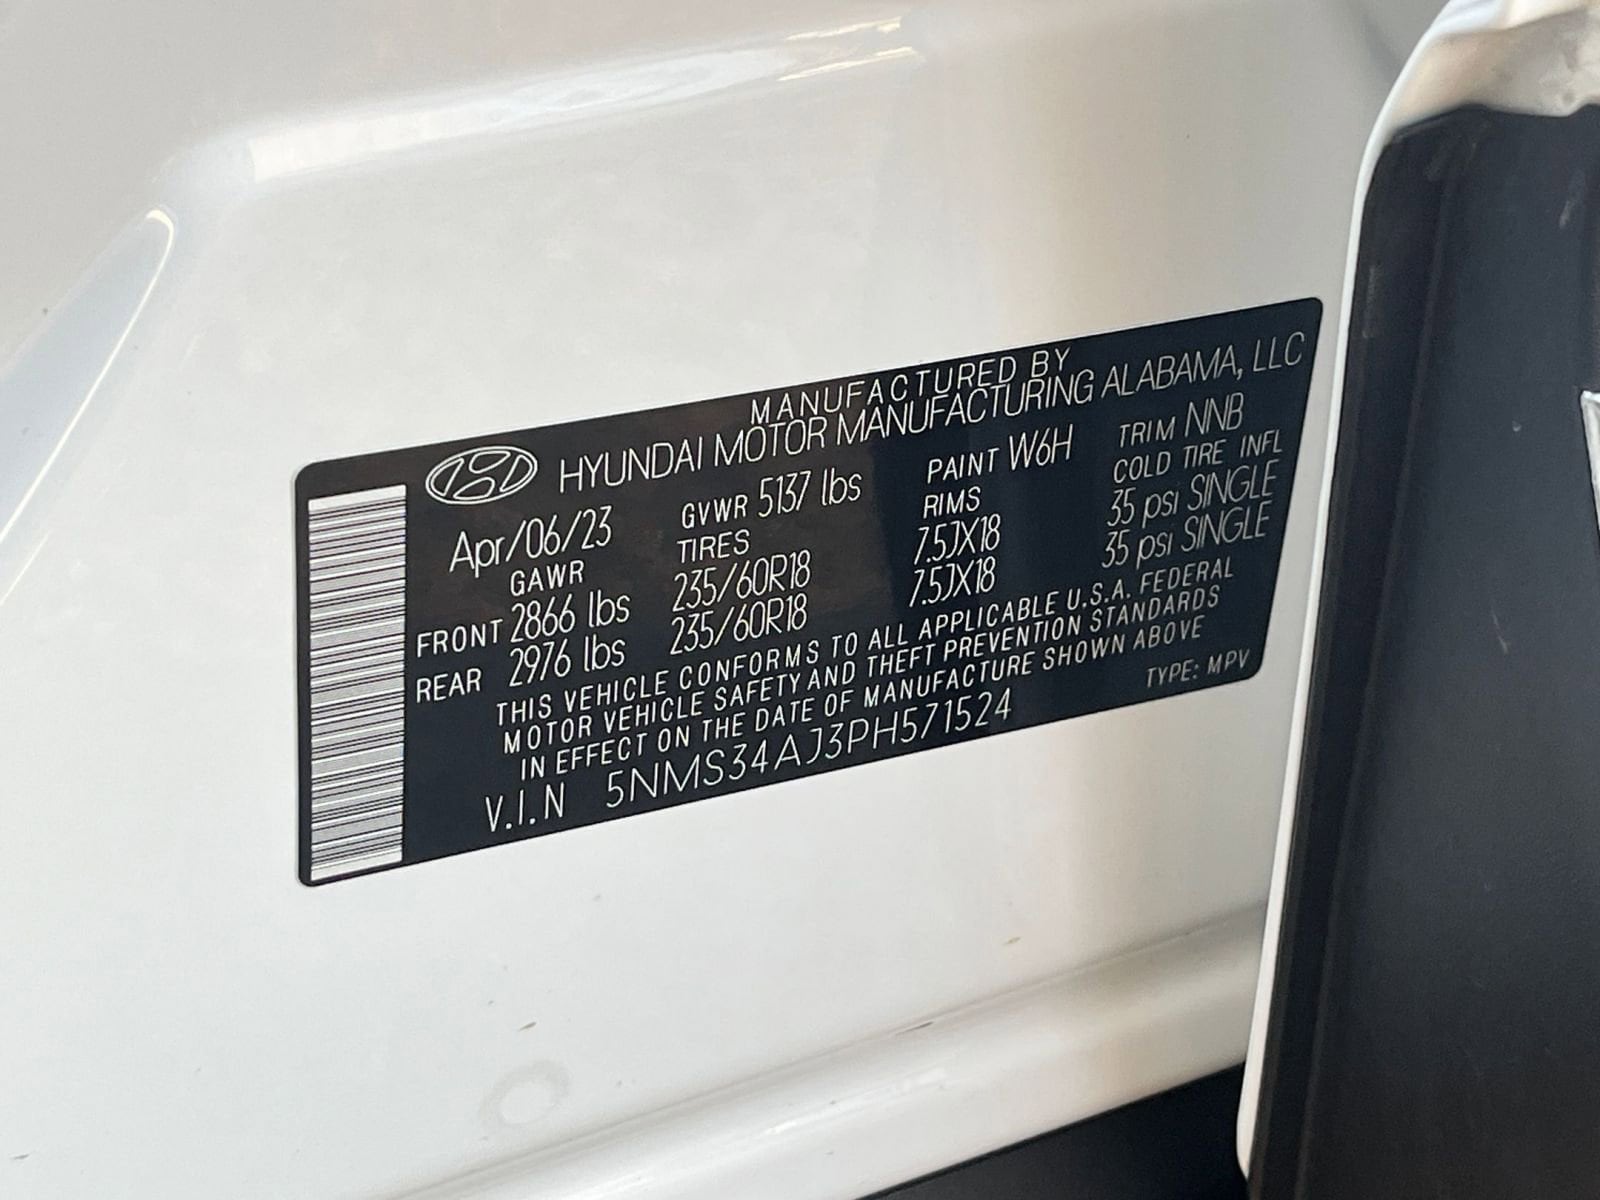 MANUFACTURED BY
HYUNDAI MOTOR MANUFACTURING ALABAMA, LLC
Apr/06/23 GVWR 5137 lbs PAINT W6H TRIM NNB
GAWR TIRES RIMS COLD TIRE INFL
FRONT 2866 lbs 235/60R18 7.5JX18 35 psi SINGLE
REAR 2976 lbs 235/60R18 7.5JX18 35 psi SINGLE
THIS VEHICLE CONFORMS TO ALL APPLICABLE U.S.A. FEDERAL
MOTOR VEHICLE SAFETY AND THEFT PREVENTION STANDARDS
IN EFFECT ON THE DATE OF MANUFACTURE SHOWN ABOVE
V.I.N 5NMS34AJ3PH571524 TYPE: MPV